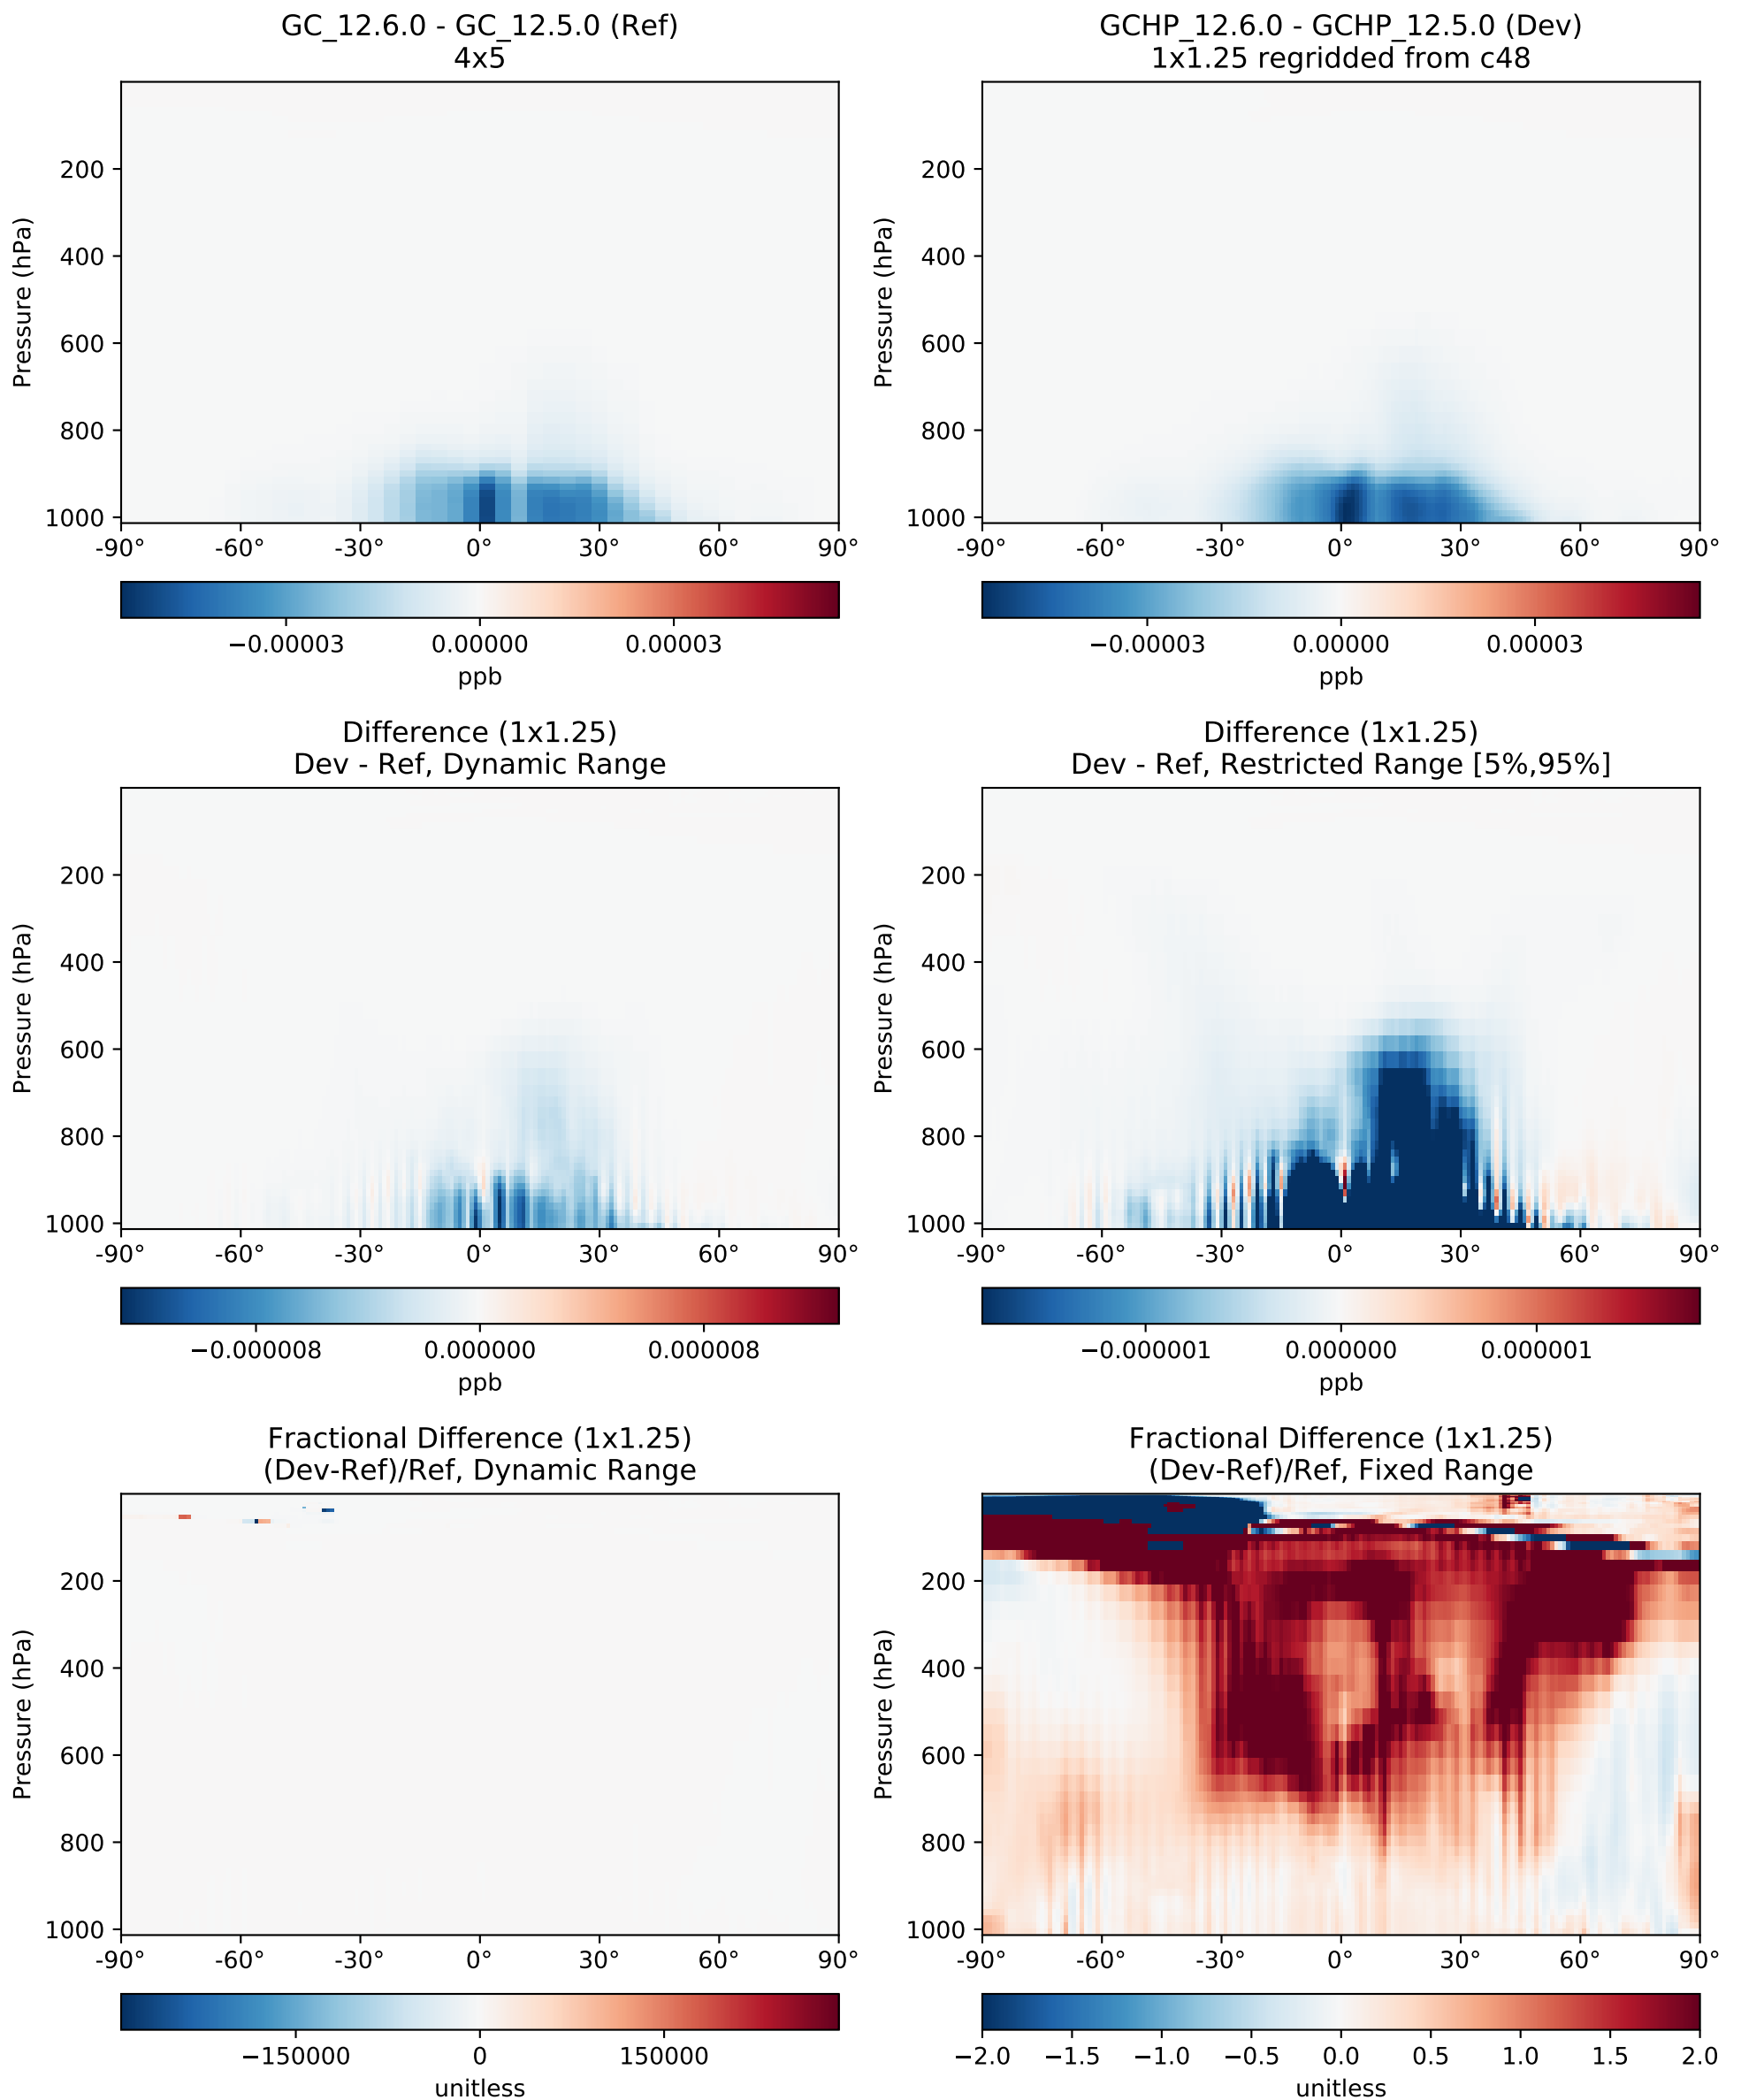 GC_12.6.0 - GC_12.5.0 (Ref)
4x5
Pressure (hPa)
200
400
600
800
1000
-90° -60° -30° 0° 30° 60° 90°
−0.00003 0.00000 0.00003
ppb
GCHP_12.6.0 - GCHP_12.5.0 (Dev)
1x1.25 regridded from c48
Pressure (hPa)
200
400
600
800
1000
-90° -60° -30° 0° 30° 60° 90°
−0.00003 0.00000 0.00003
ppb
Difference (1x1.25)
Dev - Ref, Dynamic Range
Pressure (hPa)
200
400
600
800
1000
-90° -60° -30° 0° 30° 60° 90°
−0.000008 0.000000 0.000008
ppb
Difference (1x1.25)
Dev - Ref, Restricted Range [5%,95%]
Pressure (hPa)
200
400
600
800
1000
-90° -60° -30° 0° 30° 60° 90°
−0.000001 0.000000 0.000001
ppb
Fractional Difference (1x1.25)
(Dev-Ref)/Ref, Dynamic Range
Pressure (hPa)
200
400
600
800
1000
-90° -60° -30° 0° 30° 60° 90°
−150000 0 150000
unitless
Fractional Difference (1x1.25)
(Dev-Ref)/Ref, Fixed Range
Pressure (hPa)
200
400
600
800
1000
-90° -60° -30° 0° 30° 60° 90°
−2.0 −1.5 −1.0 −0.5 0.0 0.5 1.0 1.5 2.0
unitless